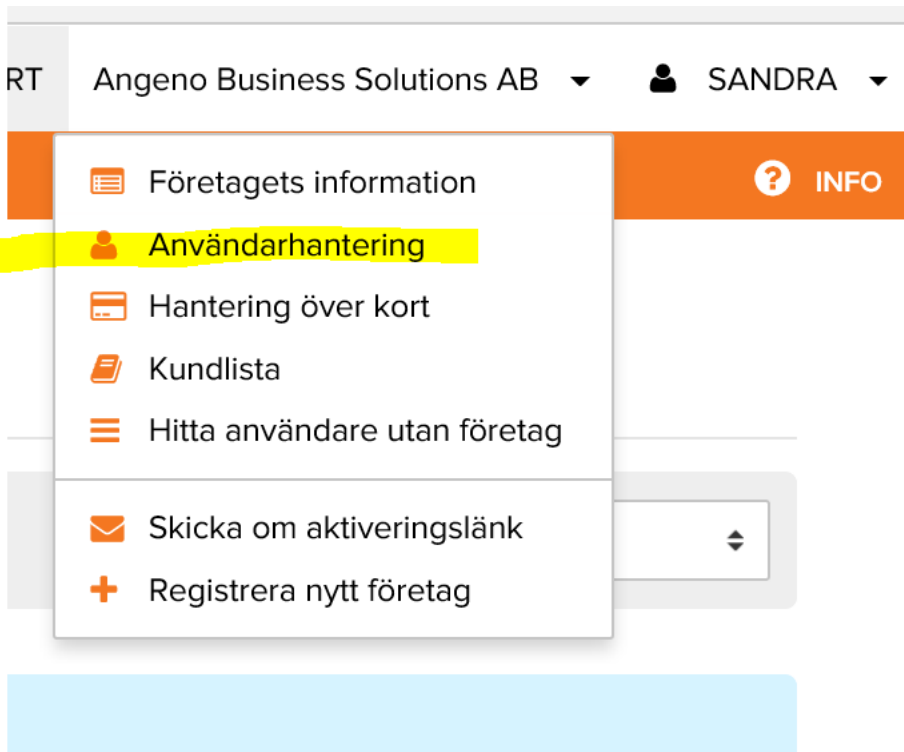 RT Angeno Business Solutions AB SANDRA
? INFO
Företagets information
Användarhantering
Hantering över kort
Kundlista
Hitta användare utan företag
Skicka om aktiveringslänk
Registrera nytt företag